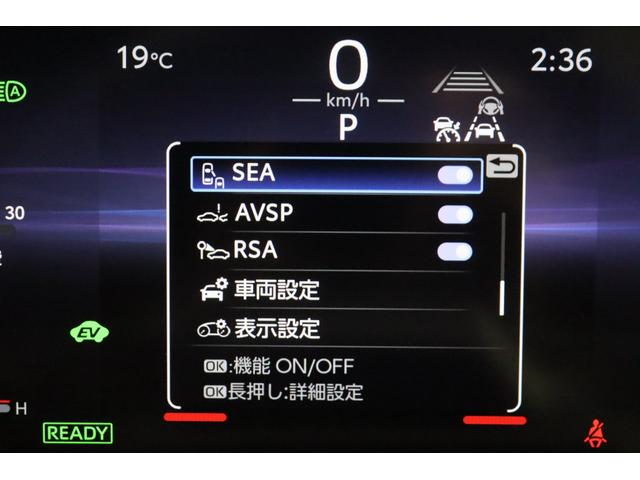 19°C
0
2:36
km/h
P
SEA
AVSP
30
RSA
車両設定
表示設定
EV
OK:機能 ON/OFF
OK長押し:詳細設定
H
READY